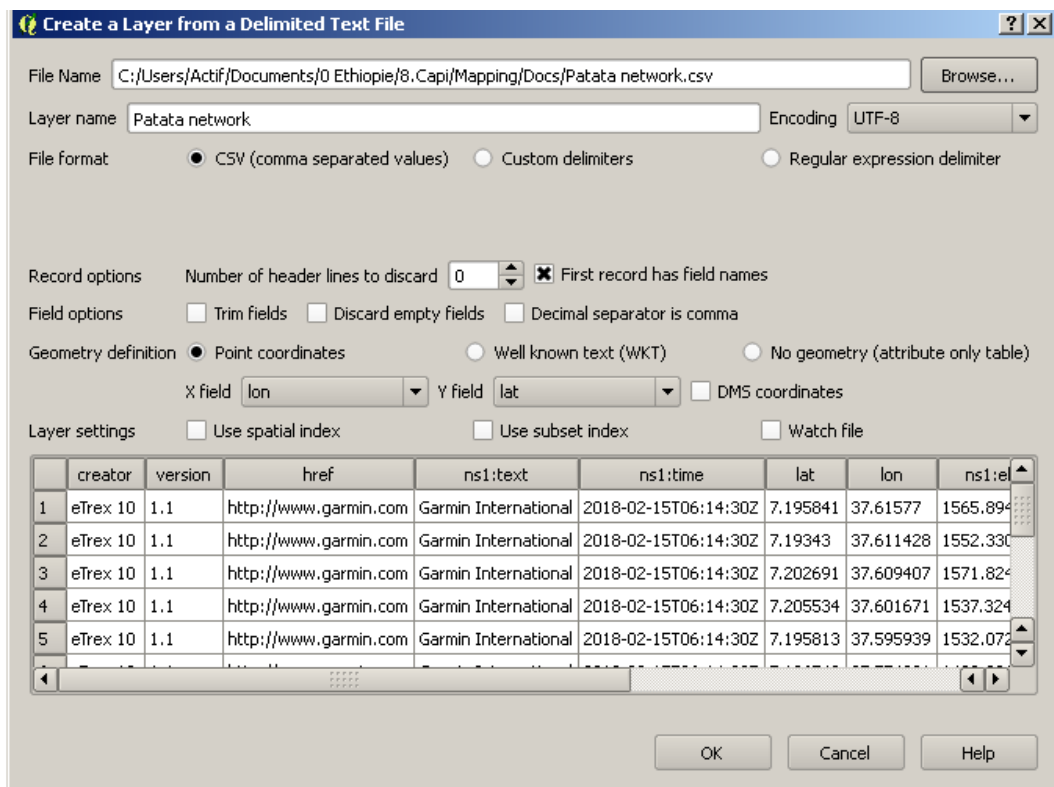 Create a Layer from a Delimited Text File
File Name C:/Users/Actif/Documents/0 Ethiopie/8.Capi/Mapping/Docs/Patata network.csv Browse...
Layer name Patata network Encoding UTF-8
File format CSV (comma separated values) Custom delimiters Regular expression delimiter
Record options Number of header lines to discard 0 First record has field names
Field options Trim fields Discard empty fields Decimal separator is comma
Geometry definition Point coordinates Well known text (WKT) No geometry (attribute only table)
X field lon Y field lat DMS coordinates
Layer settings Use spatial index Use subset index Watch file
creator version href ns1:text ns1:time lat lon ns1:el
1 eTrex 10 1.1 http://www.garmin.com Garmin International 2018-02-15T06:14:30Z 7.195841 37.61577 1565.894
2 eTrex 10 1.1 http://www.garmin.com Garmin International 2018-02-15T06:14:30Z 7.19343 37.611428 1552.330
3 eTrex 10 1.1 http://www.garmin.com Garmin International 2018-02-15T06:14:30Z 7.202691 37.609407 1571.824
4 eTrex 10 1.1 http://www.garmin.com Garmin International 2018-02-15T06:14:30Z 7.205534 37.601671 1537.324
5 eTrex 10 1.1 http://www.garmin.com Garmin International 2018-02-15T06:14:30Z 7.195813 37.595939 1532.072
OK Cancel Help